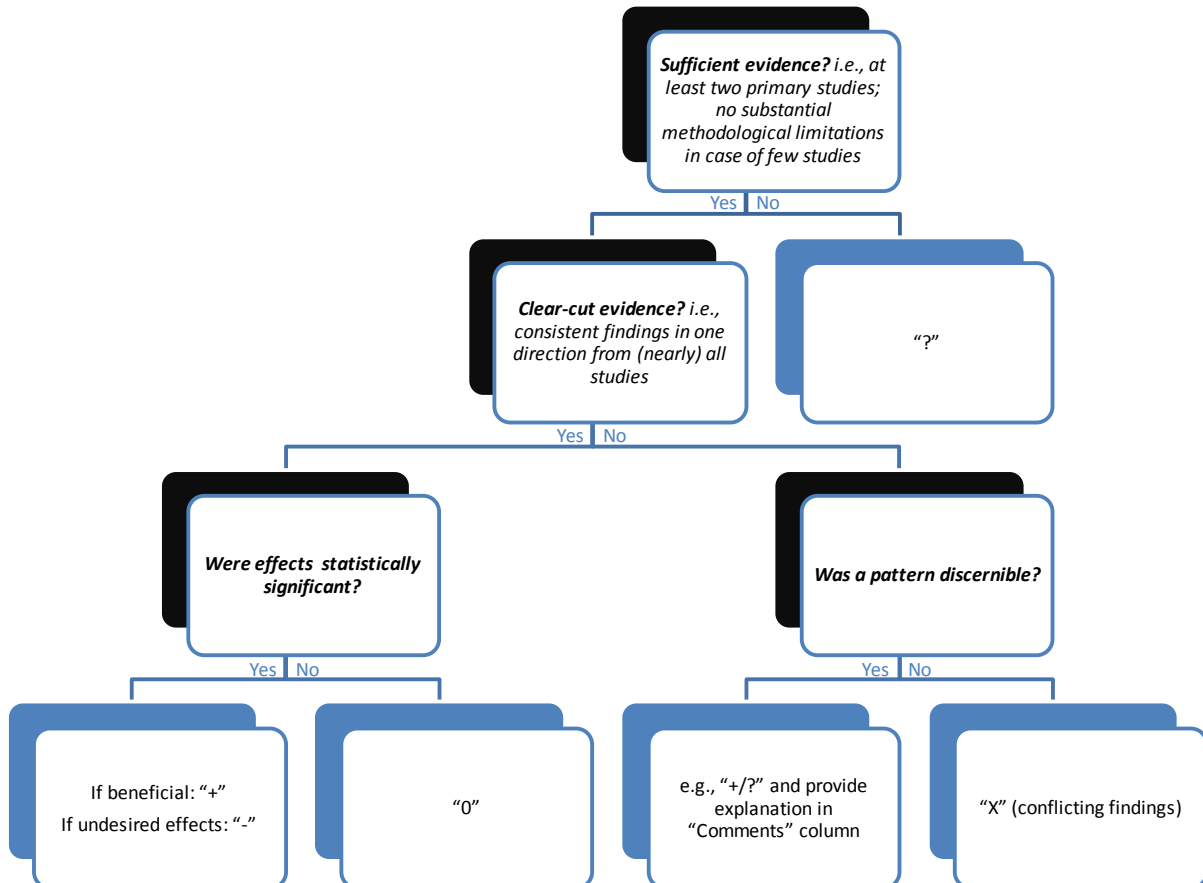 Sufficient evidence? i.e., at
least two primary studies;
no substantial
methodological limitations
in case of few studies
Yes No
Clear-cut evidence? i.e.,
consistent findings in one
direction from (nearly) all
studies
“?”
Yes No
Were effects  statistically
significant?
Was a pattern discernible?
Yes No
Yes No
If beneficial: “+”
If undesired effects: “-”
“0”
e.g., “+/?” and provide
explanation in
“Comments” column
“X” (conflicting findings)